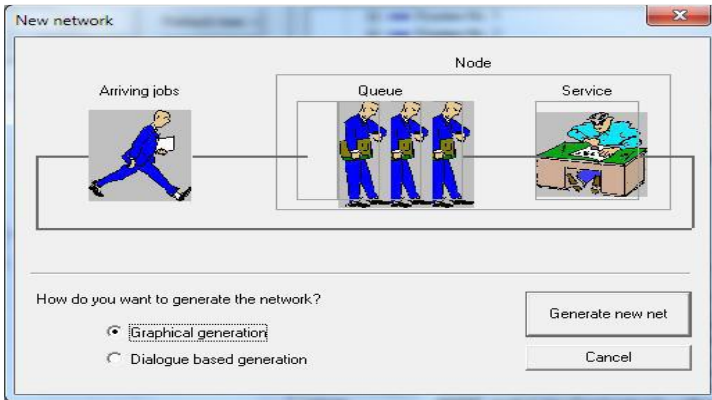 New network
Node
Arriving jobs
Queue
Service
How do you want to generate the network?
Graphical generation
Dialogue based generation
Generate new net
Cancel